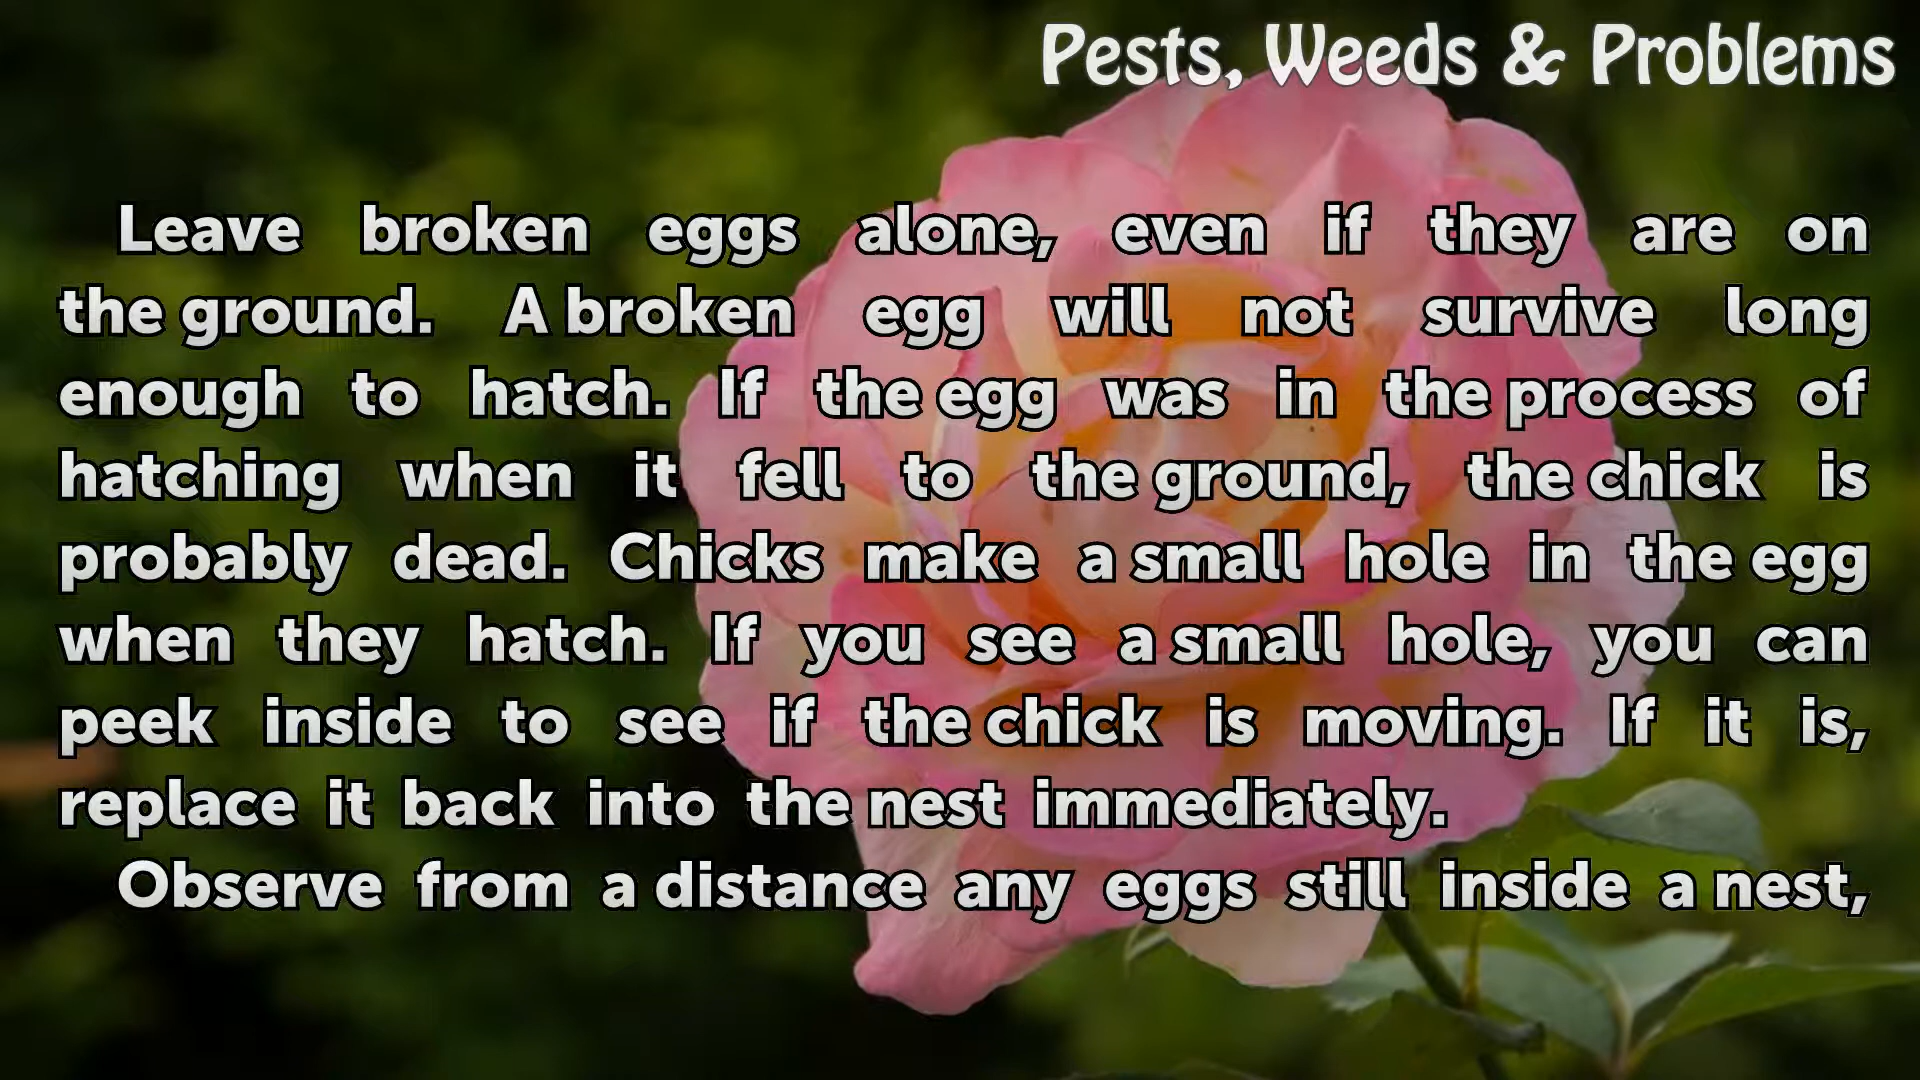 Pests, Weeds & Problems
Leave broken eggs alone, even if they are on
the ground. A broken egg will not survive long
enough to hatch. If the egg was in the process of
hatching when it fell to the ground, the chick is
probably dead. Chicks make a small hole in the egg
when they hatch. If you see a small hole, you can
peek inside to see if the chick is moving. If it is,
replace it back into the nest immediately.
Observe from a distance any eggs still inside a nest,